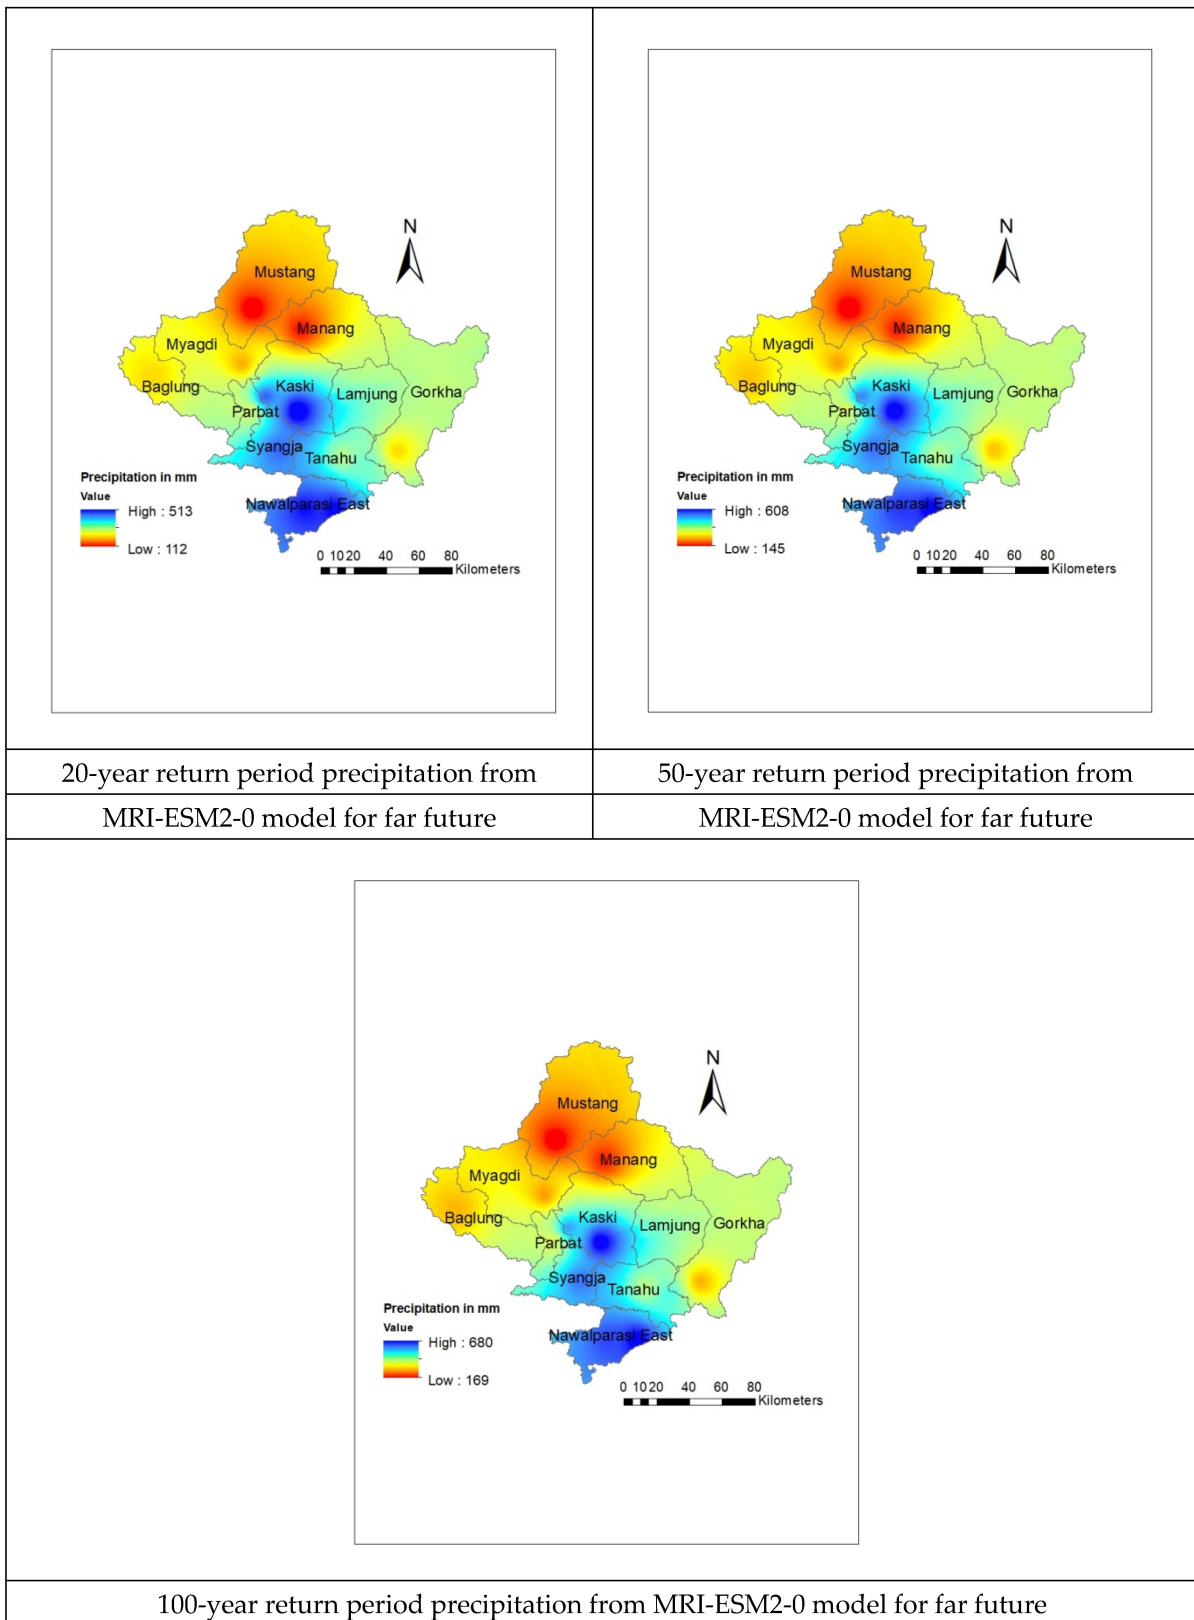 N
Mustang
Manang
Myagdi
Baglung
Kaski
Lamjung
Gorkha
Parbat
Syangja
Tanahu
Nawalparasi East
Precipitation in mm
Value
High : 513
Low : 112
0 10 20 40 60 80
Kilometers
20-year return period precipitation from
MRI-ESM2-0 model for far future
N
Mustang
Manang
Myagdi
Baglung
Kaski
Lamjung
Gorkha
Parbat
Syangja
Tanahu
Nawalparasi East
Precipitation in mm
Value
High : 608
Low : 145
0 10 20 40 60 80
Kilometers
50-year return period precipitation from
MRI-ESM2-0 model for far future
N
Mustang
Manang
Myagdi
Baglung
Kaski
Lamjung
Gorkha
Parbat
Syangja
Tanahu
Nawalparasi East
Precipitation in mm
Value
High : 680
Low : 169
0 10 20 40 60 80
Kilometers
100-year return period precipitation from MRI-ESM2-0 model for far future